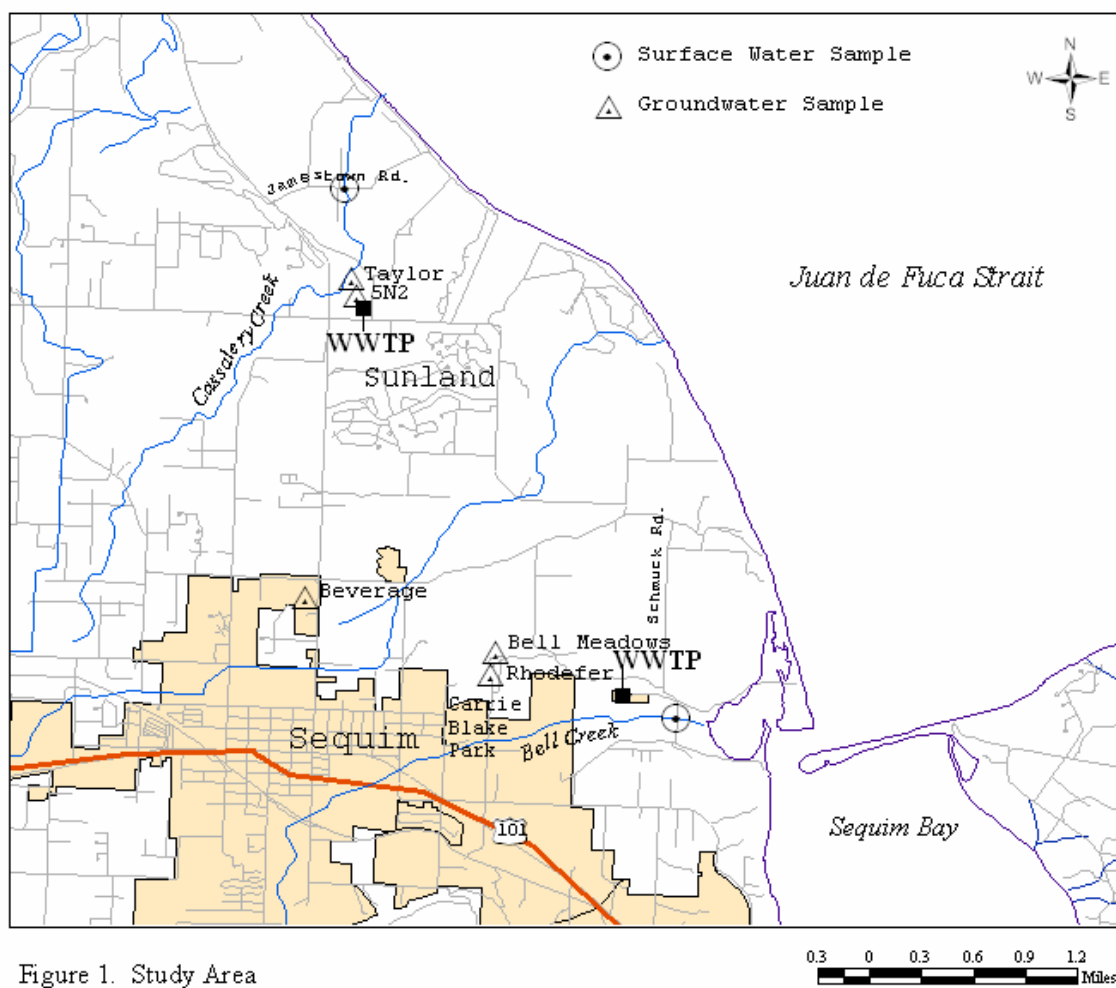 Surface Water Sample
Groundwater Sample
N
W E
S
Jamestown Rd.
Taylor
5N2
WWTP
Sunland
Cassalery Creek
Juan de Fuca Strait
Schmuck Rd.
Beverage
Bell Meadows
WWTP
Rhodefer
Carrie
Blake
Park
Sequim
Bell Creek
101
Sequim Bay
Figure 1. Study Area
0.3 0 0.3 0.6 0.9 1.2
Miles